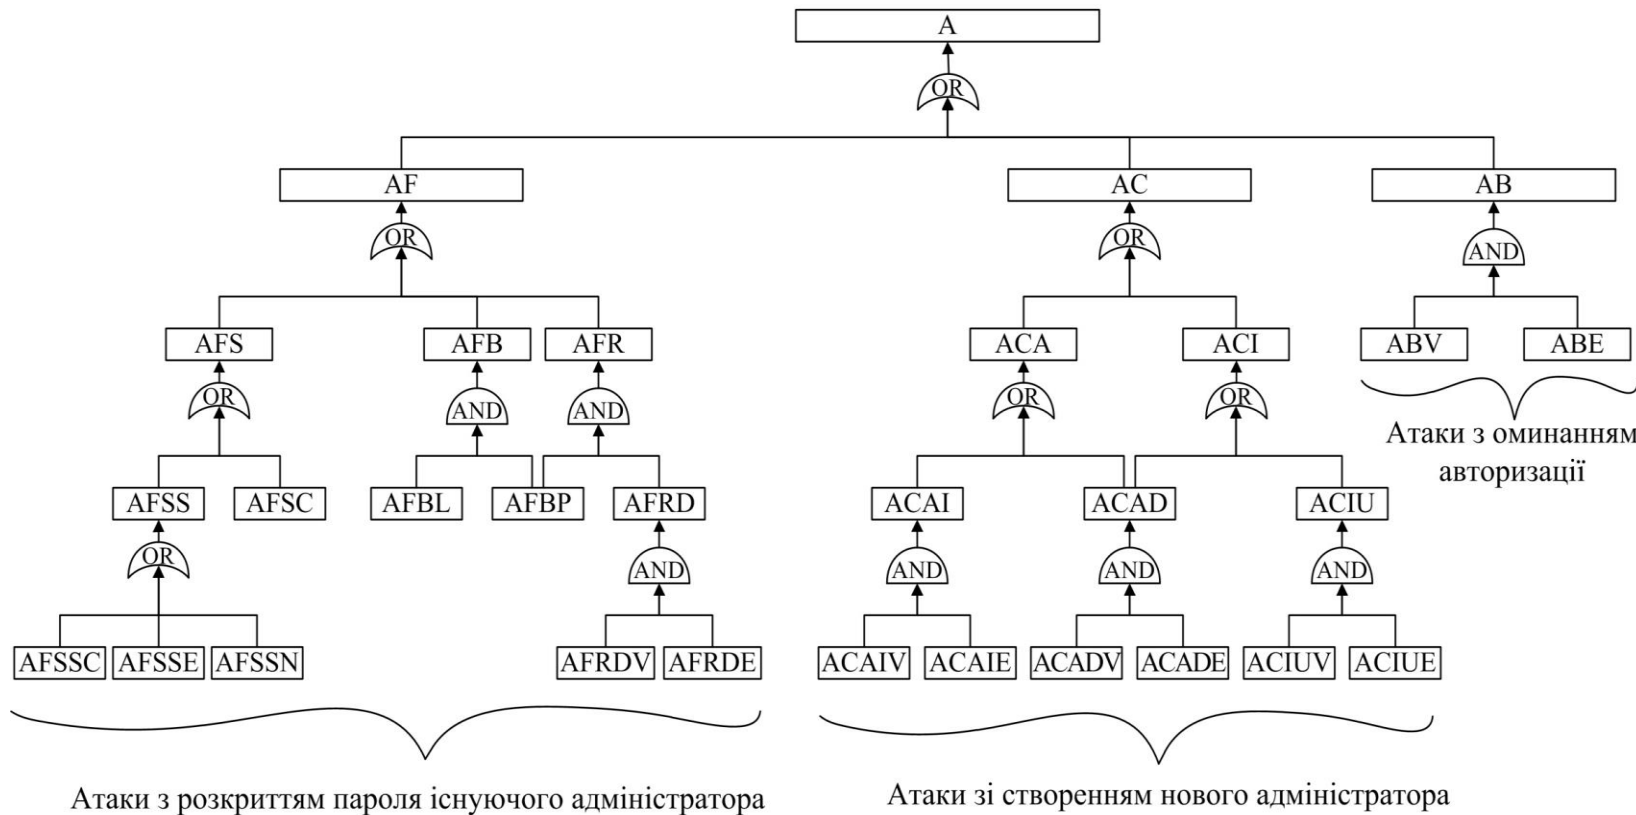 A
OR
AF
AC
AB
OR
OR
AND
AFS
AFB
AFR
ACA
ACI
ABV
ABE
OR
AND
AND
OR
OR
Атаки з оминанням
авторизації
AFSS
AFSC
AFBL
AFBP
AFRD
ACAI
ACAD
ACIU
OR
AND
AND
AND
AND
AFSSC
AFSSE
AFSSN
AFRDV
AFRDE
ACAIV
ACAIE
ACADV
ACADE
ACIUV
ACIUE
Атаки з розкриттям пароля існуючого адміністратора
Атаки зі створенням нового адміністратора